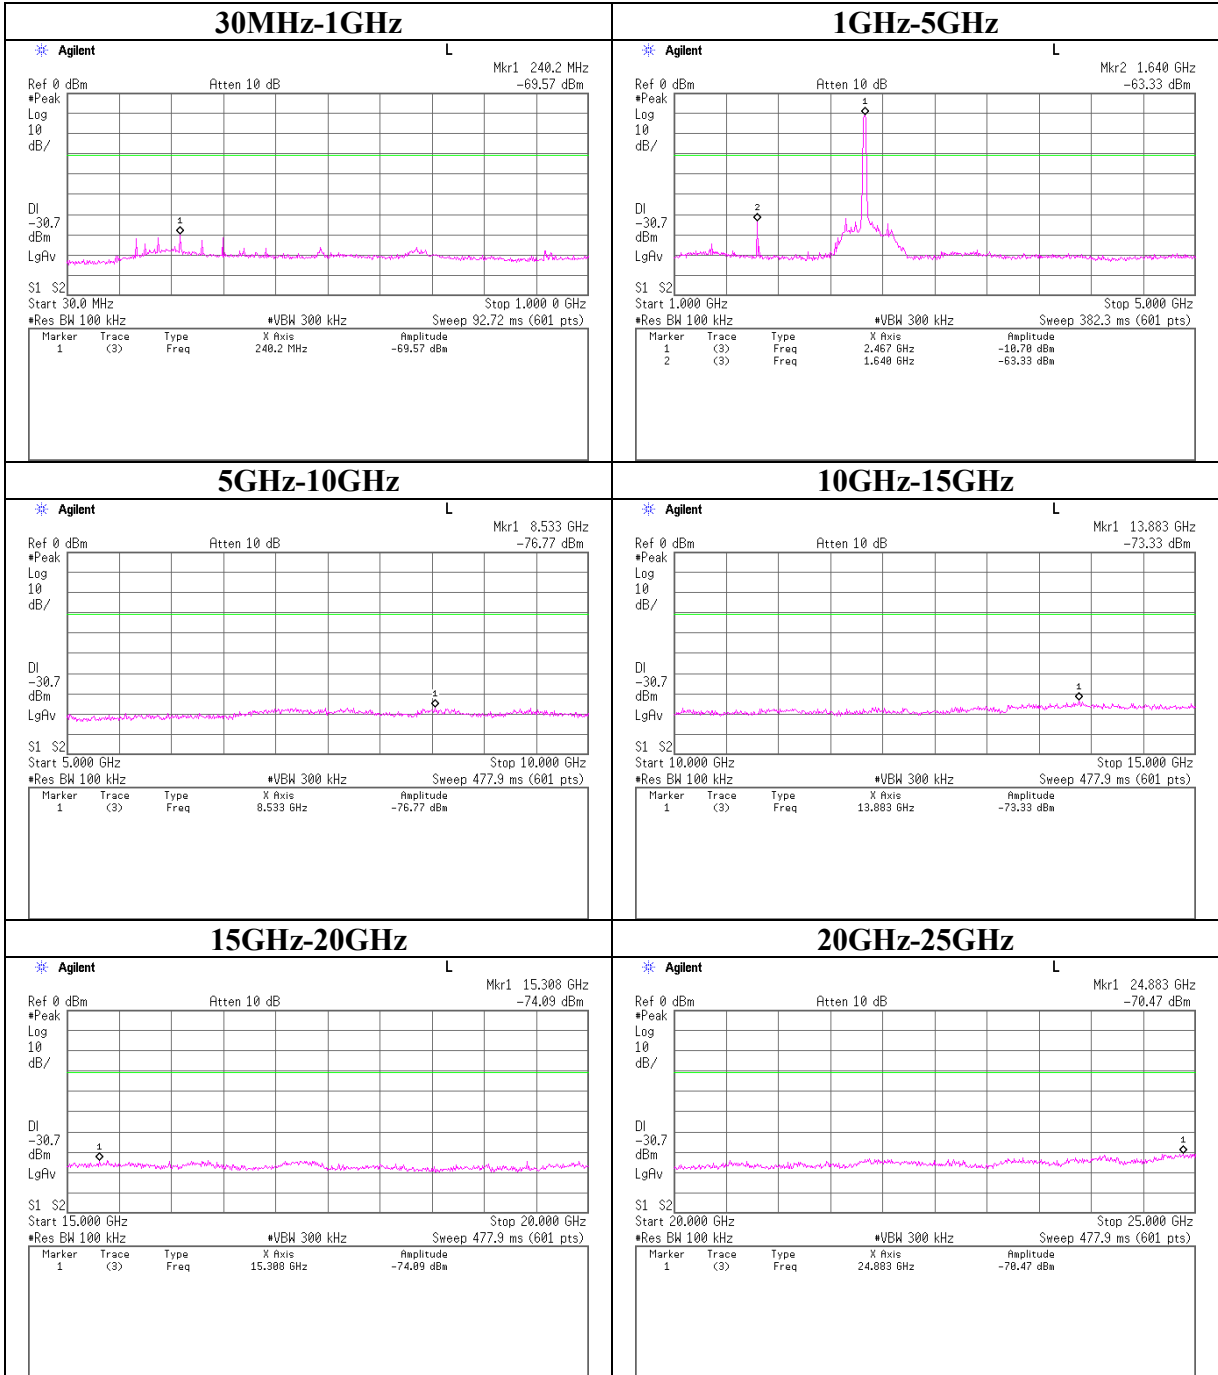 30MHz-1GHz
Agilent L
Mkr1 240.2 MHz
Ref 0 dBm Atten 10 dB -69.57 dBm
#Peak
Log
10
dB/
1
DI
-30.7
dBm
LgAv
S1 S2
Start 30.0 MHz Stop 1.000 0 GHz
#Res BW 100 kHz #VBW 300 kHz Sweep 92.72 ms (601 pts)
Marker Trace Type X Axis Amplitude
1 (3) Freq 240.2 MHz -69.57 dBm
1GHz-5GHz
Agilent L
Mkr2 1.640 GHz
Ref 0 dBm Atten 10 dB -63.33 dBm
#Peak
Log
10
dB/
1
2
DI
-30.7
dBm
LgAv
S1 S2
Start 1.000 GHz Stop 5.000 GHz
#Res BW 100 kHz #VBW 300 kHz Sweep 382.3 ms (601 pts)
Marker Trace Type X Axis Amplitude
1 (3) Freq 2.467 GHz -10.70 dBm
2 (3) Freq 1.640 GHz -63.33 dBm
5GHz-10GHz
Agilent L
Mkr1 8.533 GHz
Ref 0 dBm Atten 10 dB -76.77 dBm
#Peak
Log
10
dB/
DI
-30.7
dBm
1
LgAv
S1 S2
Start 5.000 GHz Stop 10.000 GHz
#Res BW 100 kHz #VBW 300 kHz Sweep 477.9 ms (601 pts)
Marker Trace Type X Axis Amplitude
1 (3) Freq 8.533 GHz -76.77 dBm
10GHz-15GHz
Agilent L
Mkr1 13.883 GHz
Ref 0 dBm Atten 10 dB -73.33 dBm
#Peak
Log
10
dB/
DI
-30.7
1
dBm
LgAv
S1 S2
Start 10.000 GHz Stop 15.000 GHz
#Res BW 100 kHz #VBW 300 kHz Sweep 477.9 ms (601 pts)
Marker Trace Type X Axis Amplitude
1 (3) Freq 13.883 GHz -73.33 dBm
15GHz-20GHz
Agilent L
Mkr1 15.308 GHz
Ref 0 dBm Atten 10 dB -74.09 dBm
#Peak
Log
10
dB/
DI
-30.7
1
dBm
LgAv
S1 S2
Start 15.000 GHz Stop 20.000 GHz
#Res BW 100 kHz #VBW 300 kHz Sweep 477.9 ms (601 pts)
Marker Trace Type X Axis Amplitude
1 (3) Freq 15.308 GHz -74.09 dBm
20GHz-25GHz
Agilent L
Mkr1 24.883 GHz
Ref 0 dBm Atten 10 dB -70.47 dBm
#Peak
Log
10
dB/
DI
-30.7
1
dBm
LgAv
S1 S2
Start 20.000 GHz Stop 25.000 GHz
#Res BW 100 kHz #VBW 300 kHz Sweep 477.9 ms (601 pts)
Marker Trace Type X Axis Amplitude
1 (3) Freq 24.883 GHz -70.47 dBm